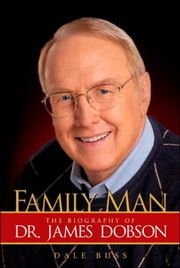 FAMILY MAN
THE BIOGRAPHY OF
DR. JAMES DOBSON
DALE BUSS